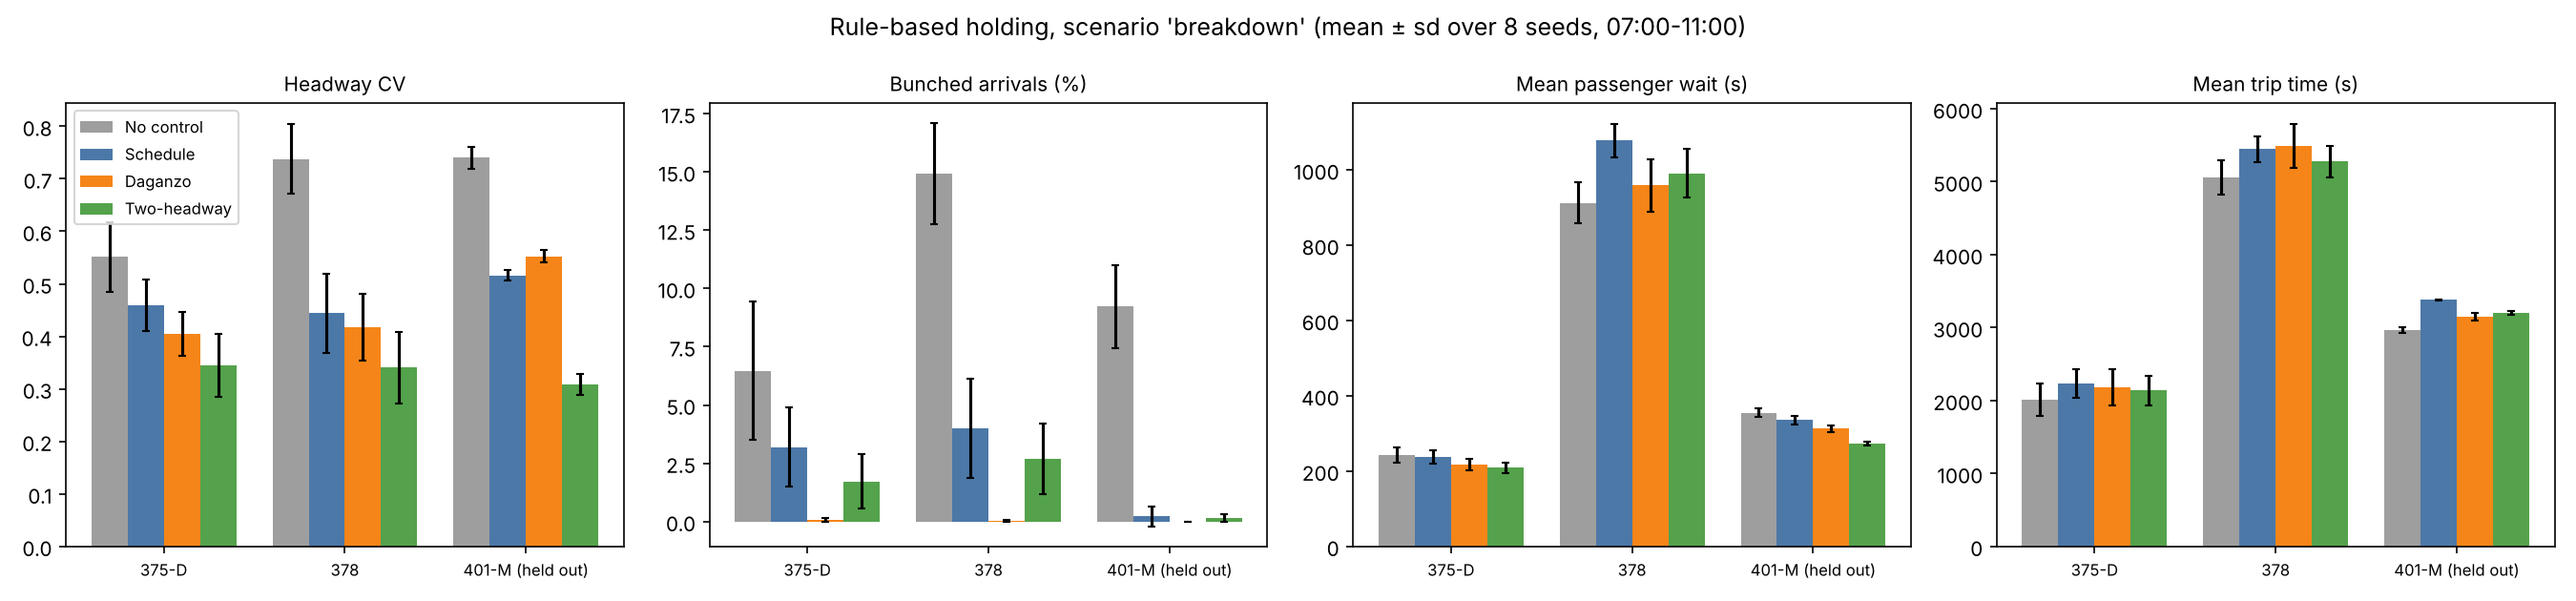 Rule-based holding, scenario 'breakdown' (mean ± sd over 8 seeds, 07:00-11:00)
Headway CV
0.8
0.7
0.6
0.5
0.4
0.3
0.2
0.1
0.0
No control
Schedule
Daganzo
Two-headway
375-D
378
401-M (held out)
Bunched arrivals (%)
17.5
15.0
12.5
10.0
7.5
5.0
2.5
0.0
375-D
378
401-M (held out)
Mean passenger wait (s)
1000
800
600
400
200
0
375-D
378
401-M (held out)
Mean trip time (s)
6000
5000
4000
3000
2000
1000
0
375-D
378
401-M (held out)